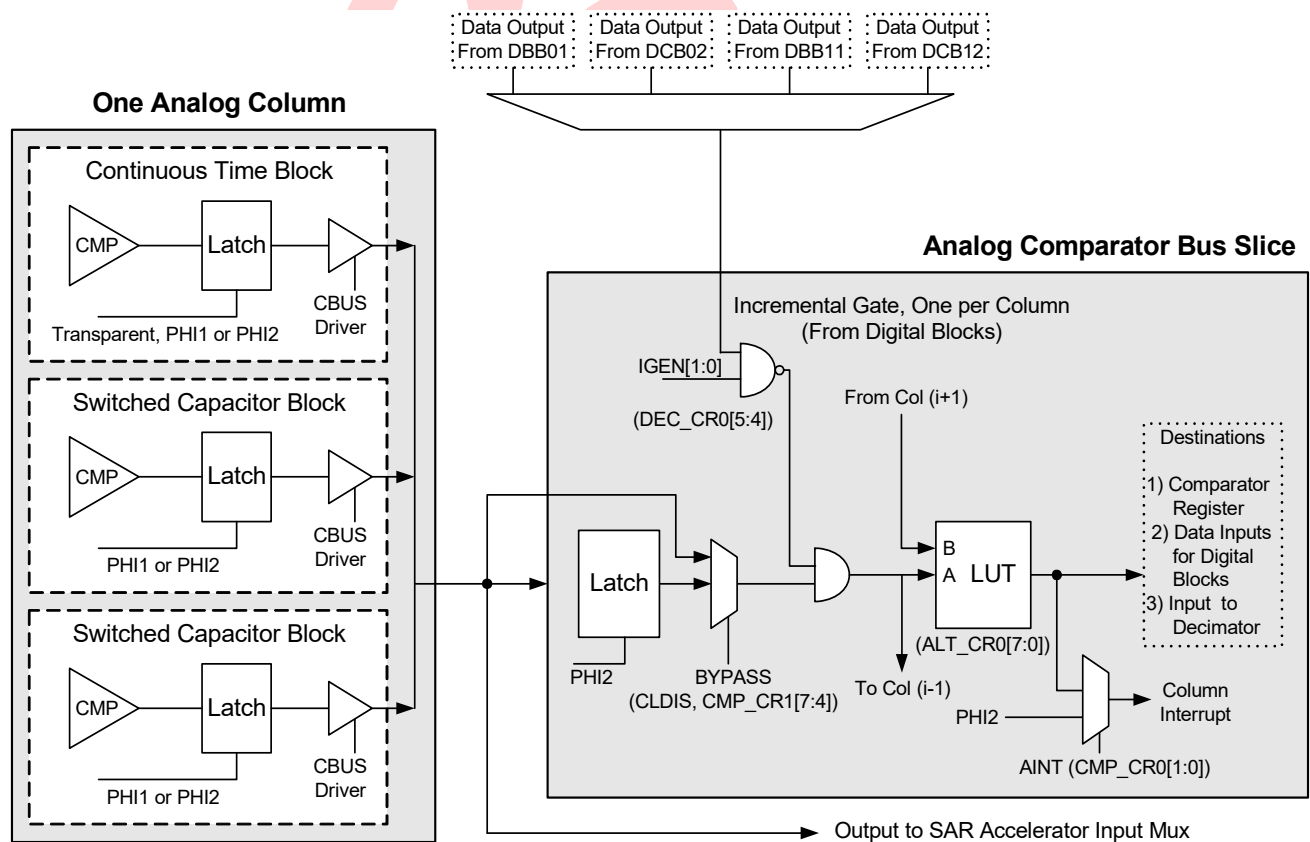 Data Output
From DBB01
Data Output
From DCB02
Data Output
From DBB11
Data Output
From DCB12
One Analog Column
Continuous Time Block
CMP
Latch
CBUS
Driver
Transparent, PHI1 or PHI2
Switched Capacitor Block
CMP
Latch
CBUS
Driver
PHI1 or PHI2
Switched Capacitor Block
CMP
Latch
CBUS
Driver
PHI1 or PHI2
Analog Comparator Bus Slice
Incremental Gate, One per Column
(From Digital Blocks)
IGEN[1:0]
(DEC_CR0[5:4])
From Col (i+1)
Latch
PHI2
BYPASS
(CLDIS, CMP_CR1[7:4])
To Col (i-1)
B
A
LUT
(ALT_CR0[7:0])
Destinations
1) Comparator
Register
2) Data Inputs
for Digital
Blocks
3) Input to
Decimator
PHI2
Column
Interrupt
AINT (CMP_CR0[1:0])
Output to SAR Accelerator Input Mux